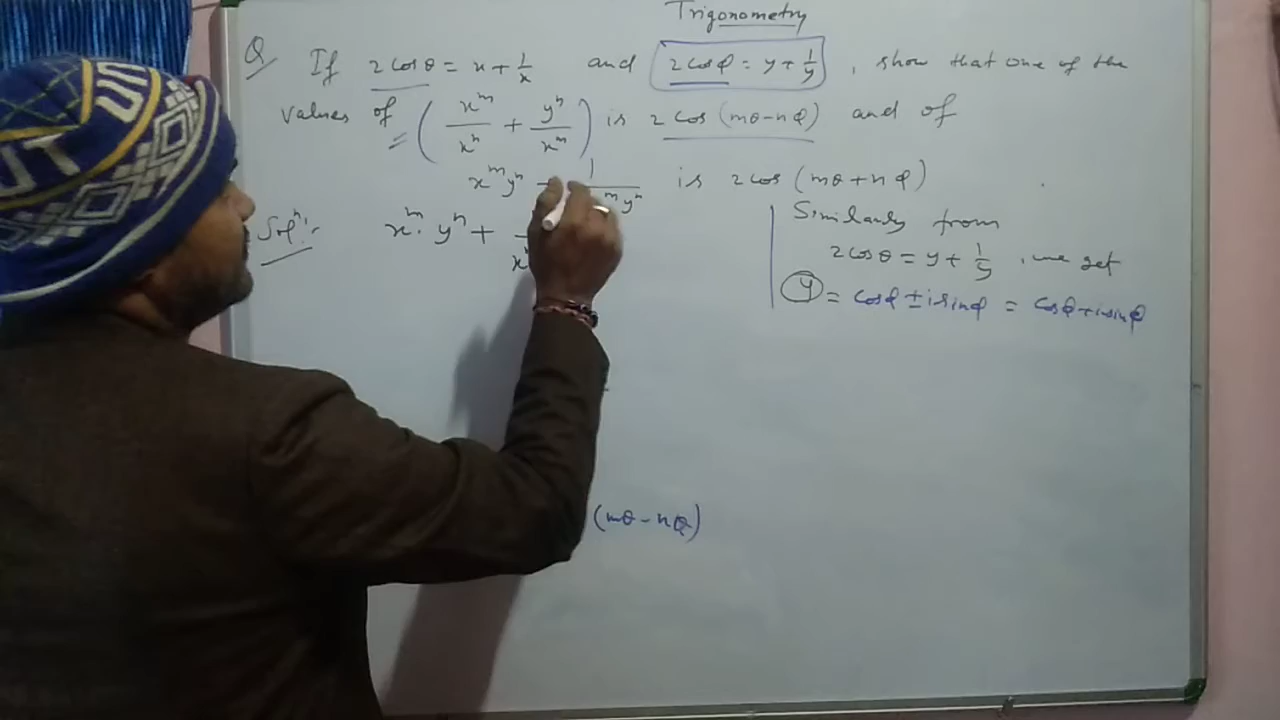 Trigonometry
Q If 2cosθ = x + 1/x and 2cosφ = y + 1/y , show that one of the
values of ( x^m/x^n + y^n/x^m ) is 2cos(mθ-nφ) and of
x^m y^n + 1/ ^m y^n is 2cos(mθ+nφ)
Sol^n:- x^m. y^n +
Similarly from
2cosθ = y + 1/y , we get
y = cosφ ± i sinφ = cosφ + i sinφ
(mθ-nφ)